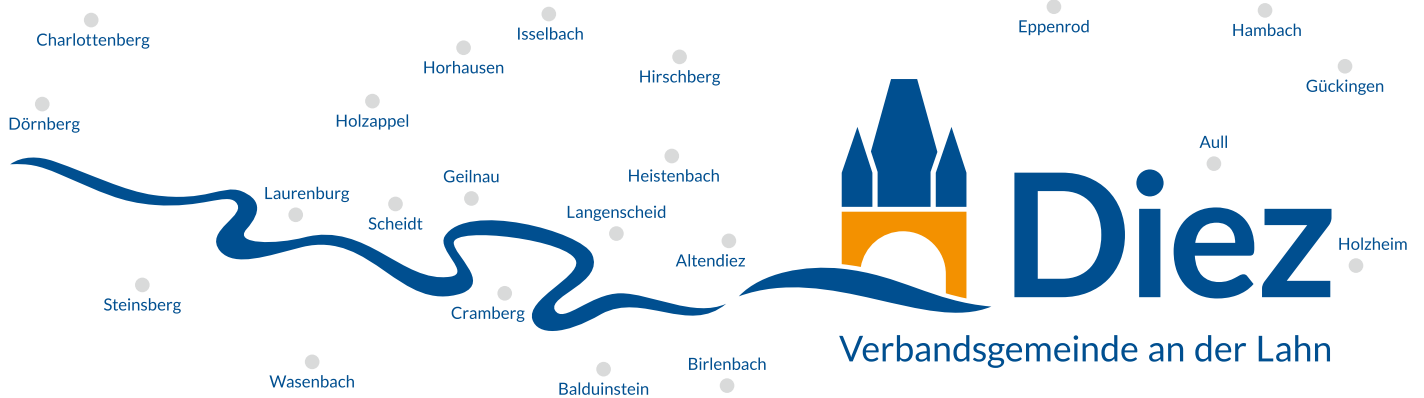 Charlottenberg
Isselbach
Eppenrod
Hambach
Horhausen
Hirschberg
Gückingen
Dörnberg
Holzappel
Aull
Laurenburg
Geilnau
Heistenbach
Scheidt
Langenscheid
Diez
Altendiez
Holzheim
Steinsberg
Cramberg
Verbandsgemeinde an der Lahn
Wasenbach
Balduinstein
Birlenbach